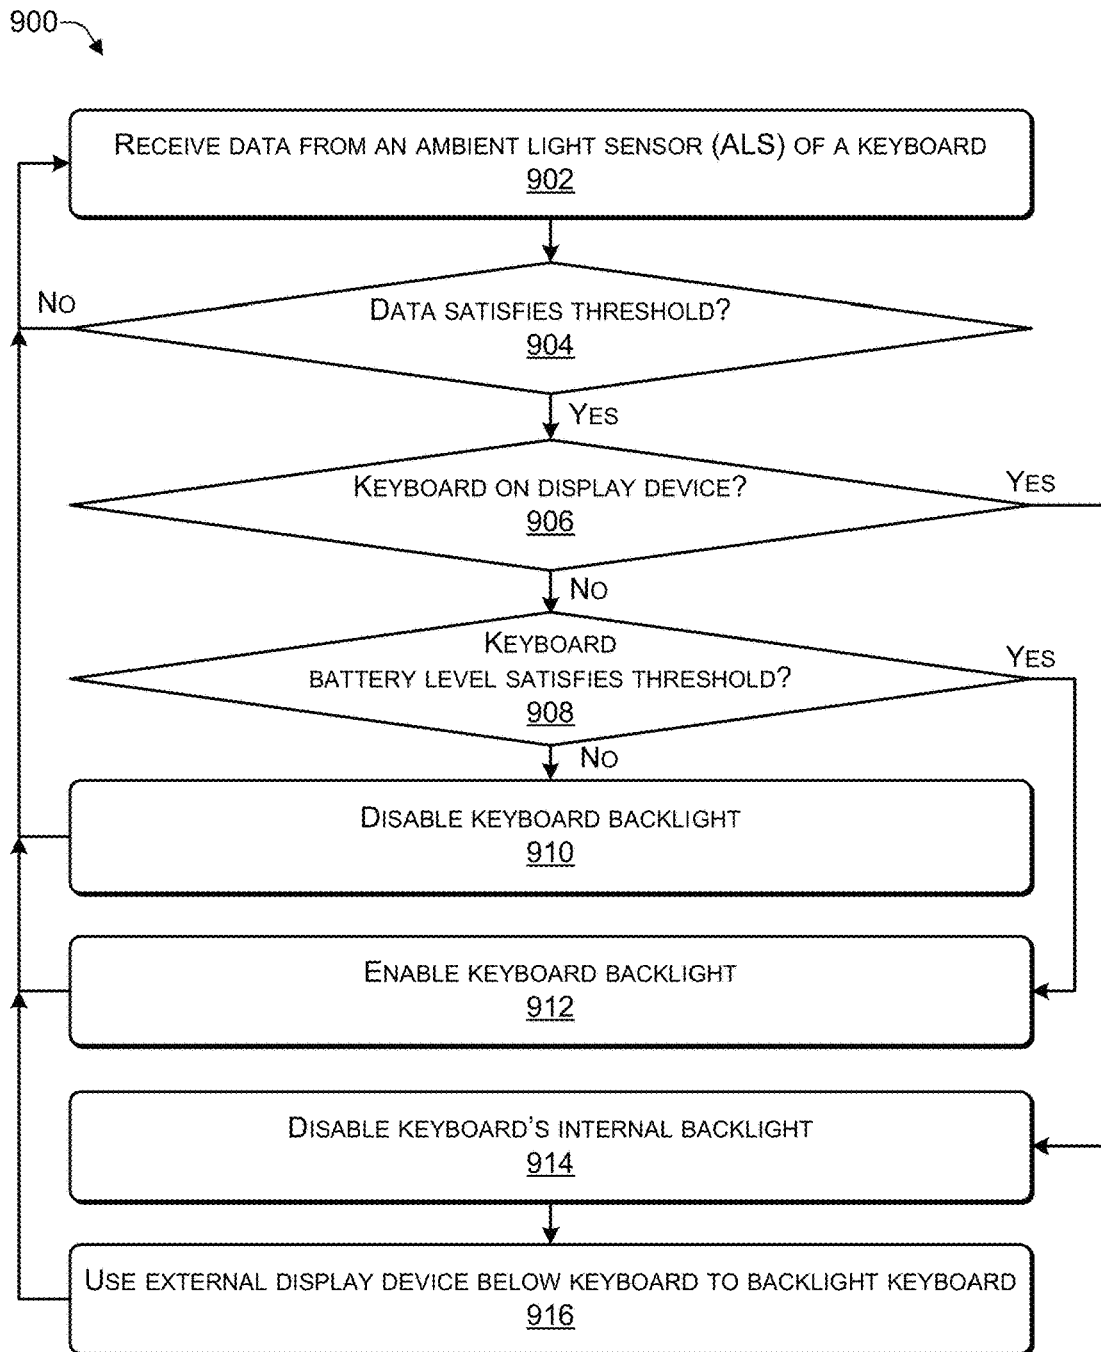 900
RECEIVE DATA FROM AN AMBIENT LIGHT SENSOR (ALS) OF A KEYBOARD
902
NO
DATA SATISFIES THRESHOLD?
904
YES
KEYBOARD ON DISPLAY DEVICE?
906
YES
NO
KEYBOARD
BATTERY LEVEL SATISFIES THRESHOLD?
908
YES
NO
DISABLE KEYBOARD BACKLIGHT
910
ENABLE KEYBOARD BACKLIGHT
912
DISABLE KEYBOARD'S INTERNAL BACKLIGHT
914
USE EXTERNAL DISPLAY DEVICE BELOW KEYBOARD TO BACKLIGHT KEYBOARD
916